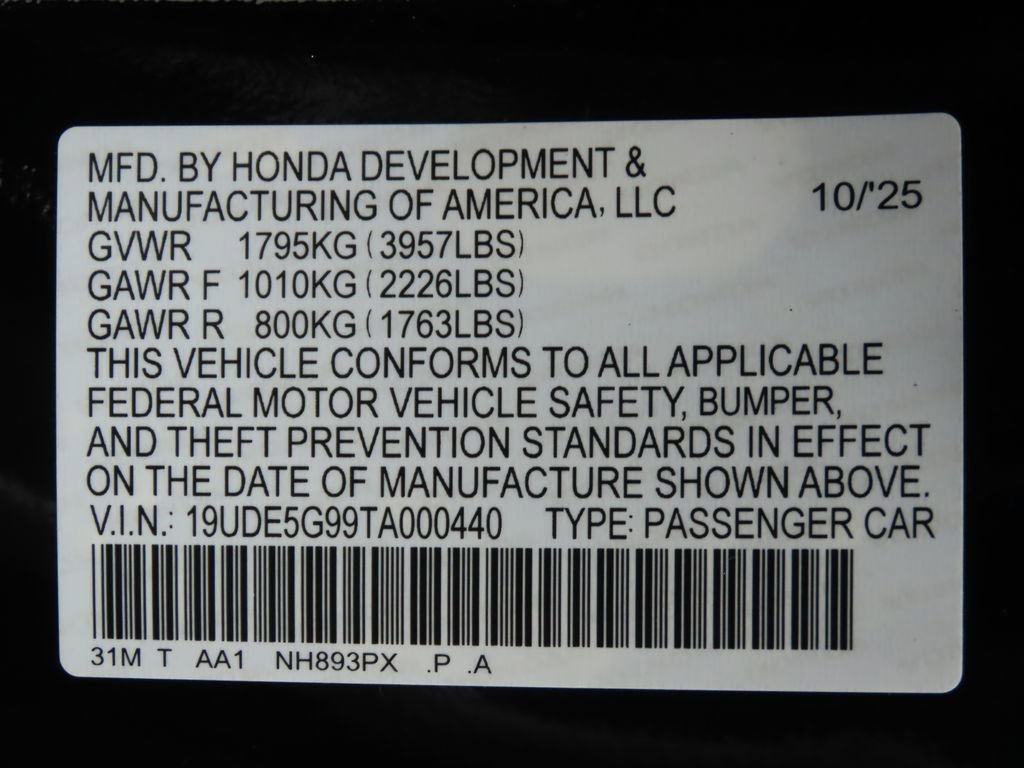 MFD. BY HONDA DEVELOPMENT &
MANUFACTURING OF AMERICA, LLC 10/'25
GVWR 1795KG (3957LBS)
GAWR F 1010KG (2226LBS)
GAWR R 800KG (1763LBS)
THIS VEHICLE CONFORMS TO ALL APPLICABLE
FEDERAL MOTOR VEHICLE SAFETY, BUMPER,
AND THEFT PREVENTION STANDARDS IN EFFECT
ON THE DATE OF MANUFACTURE SHOWN ABOVE.
V.I.N.: 19UDE5G99TA000440 TYPE: PASSENGER CAR
31M T AA1 NH893PX .P .A